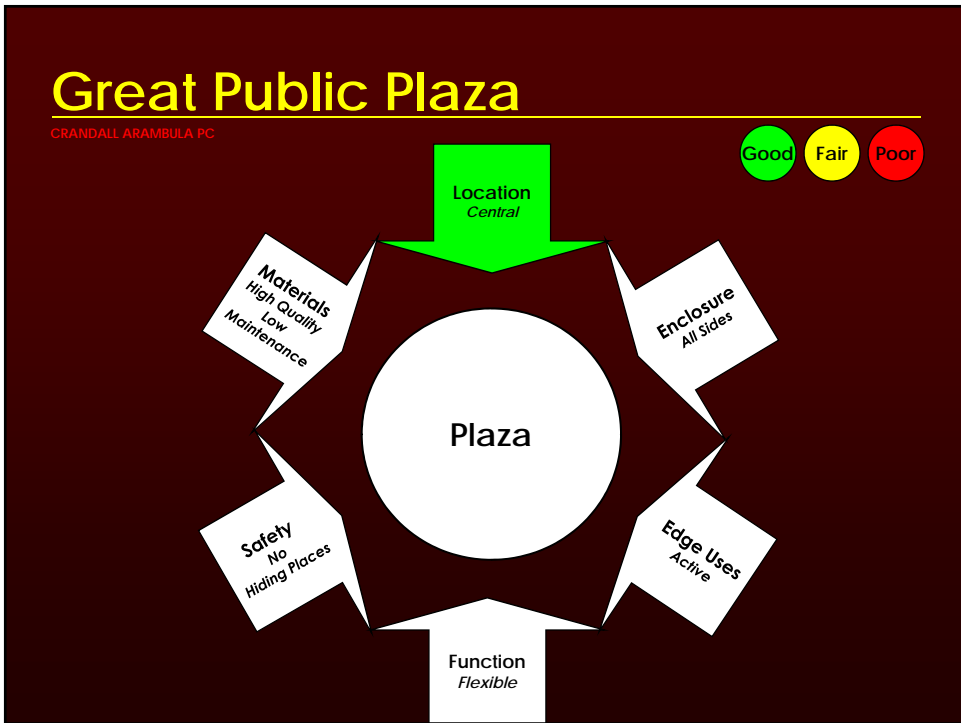 Great Public Plaza
CRANDALL ARAMBULA PC
Good
Fair
Poor
Location
Central
Materials
High Quality
Low
Maintenance
Enclosure
All Sides
Plaza
Safety
No
Hiding Places
Edge Uses
Active
Function
Flexible